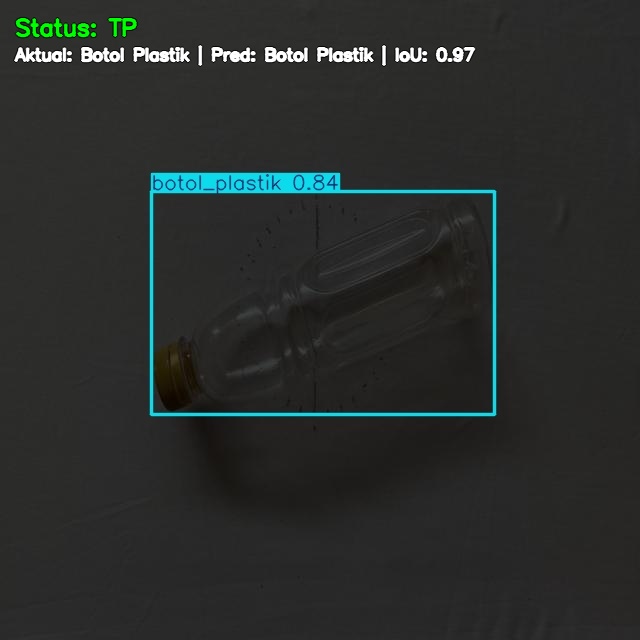 Status: TP
Aktual: Botol Plastik | Pred: Botol Plastik | IoU: 0.97
botol_plastik 0.84